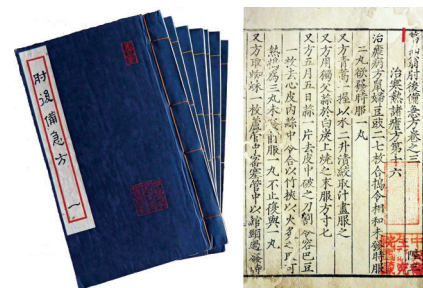 肘後備急方 一
肘後備急方卷之三
治寒熱諸瘧方第十六
治瘧病方鼠婦豆豉二七枚合搗令相和未發時服
二丸欲發時服一丸
又方青蒿一握以水二升漬絞取汁盡服之
又方用獨父蒜於白炭上燒之末服方寸七
又方五月五日蒜一片去皮中破之刀割令容巴豆
一枚去心皮內蒜中令合以竹挾以火炙之取可
熱搗為三丸未發前服一丸不止復與一丸
又方取蜘蛛一枚蘆管中密塞管中以綰頸過發時